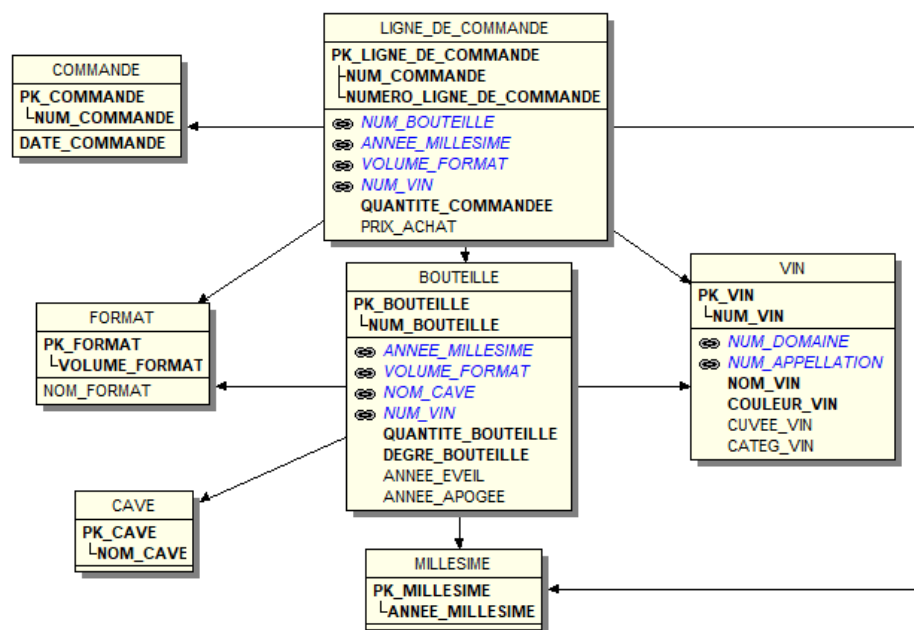 LIGNE_DE_COMMANDE
PK_LIGNE_DE_COMMANDE
NUM_COMMANDE
NUMERO_LIGNE_DE_COMMANDE
NUM_BOUTEILLE
ANNEE_MILLESIME
VOLUME_FORMAT
NUM_VIN
QUANTITE_COMMANDEE
PRIX_ACHAT
COMMANDE
PK_COMMANDE
NUM_COMMANDE
DATE_COMMANDE
BOUTEILLE
PK_BOUTEILLE
NUM_BOUTEILLE
ANNEE_MILLESIME
VOLUME_FORMAT
NOM_CAVE
NUM_VIN
QUANTITE_BOUTEILLE
DEGRE_BOUTEILLE
ANNEE_EVEIL
ANNEE_APOGEE
VIN
PK_VIN
NUM_VIN
NUM_DOMAINE
NUM_APPELLATION
NOM_VIN
COULEUR_VIN
CUVEE_VIN
CATEG_VIN
FORMAT
PK_FORMAT
VOLUME_FORMAT
NOM_FORMAT
CAVE
PK_CAVE
NOM_CAVE
MILLESIME
PK_MILLESIME
ANNEE_MILLESIME